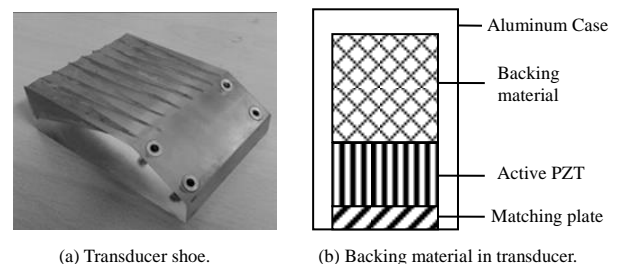 Aluminum Case
Backing
material
Active PZT
Matching plate
(a) Transducer shoe.
(b) Backing material in transducer.